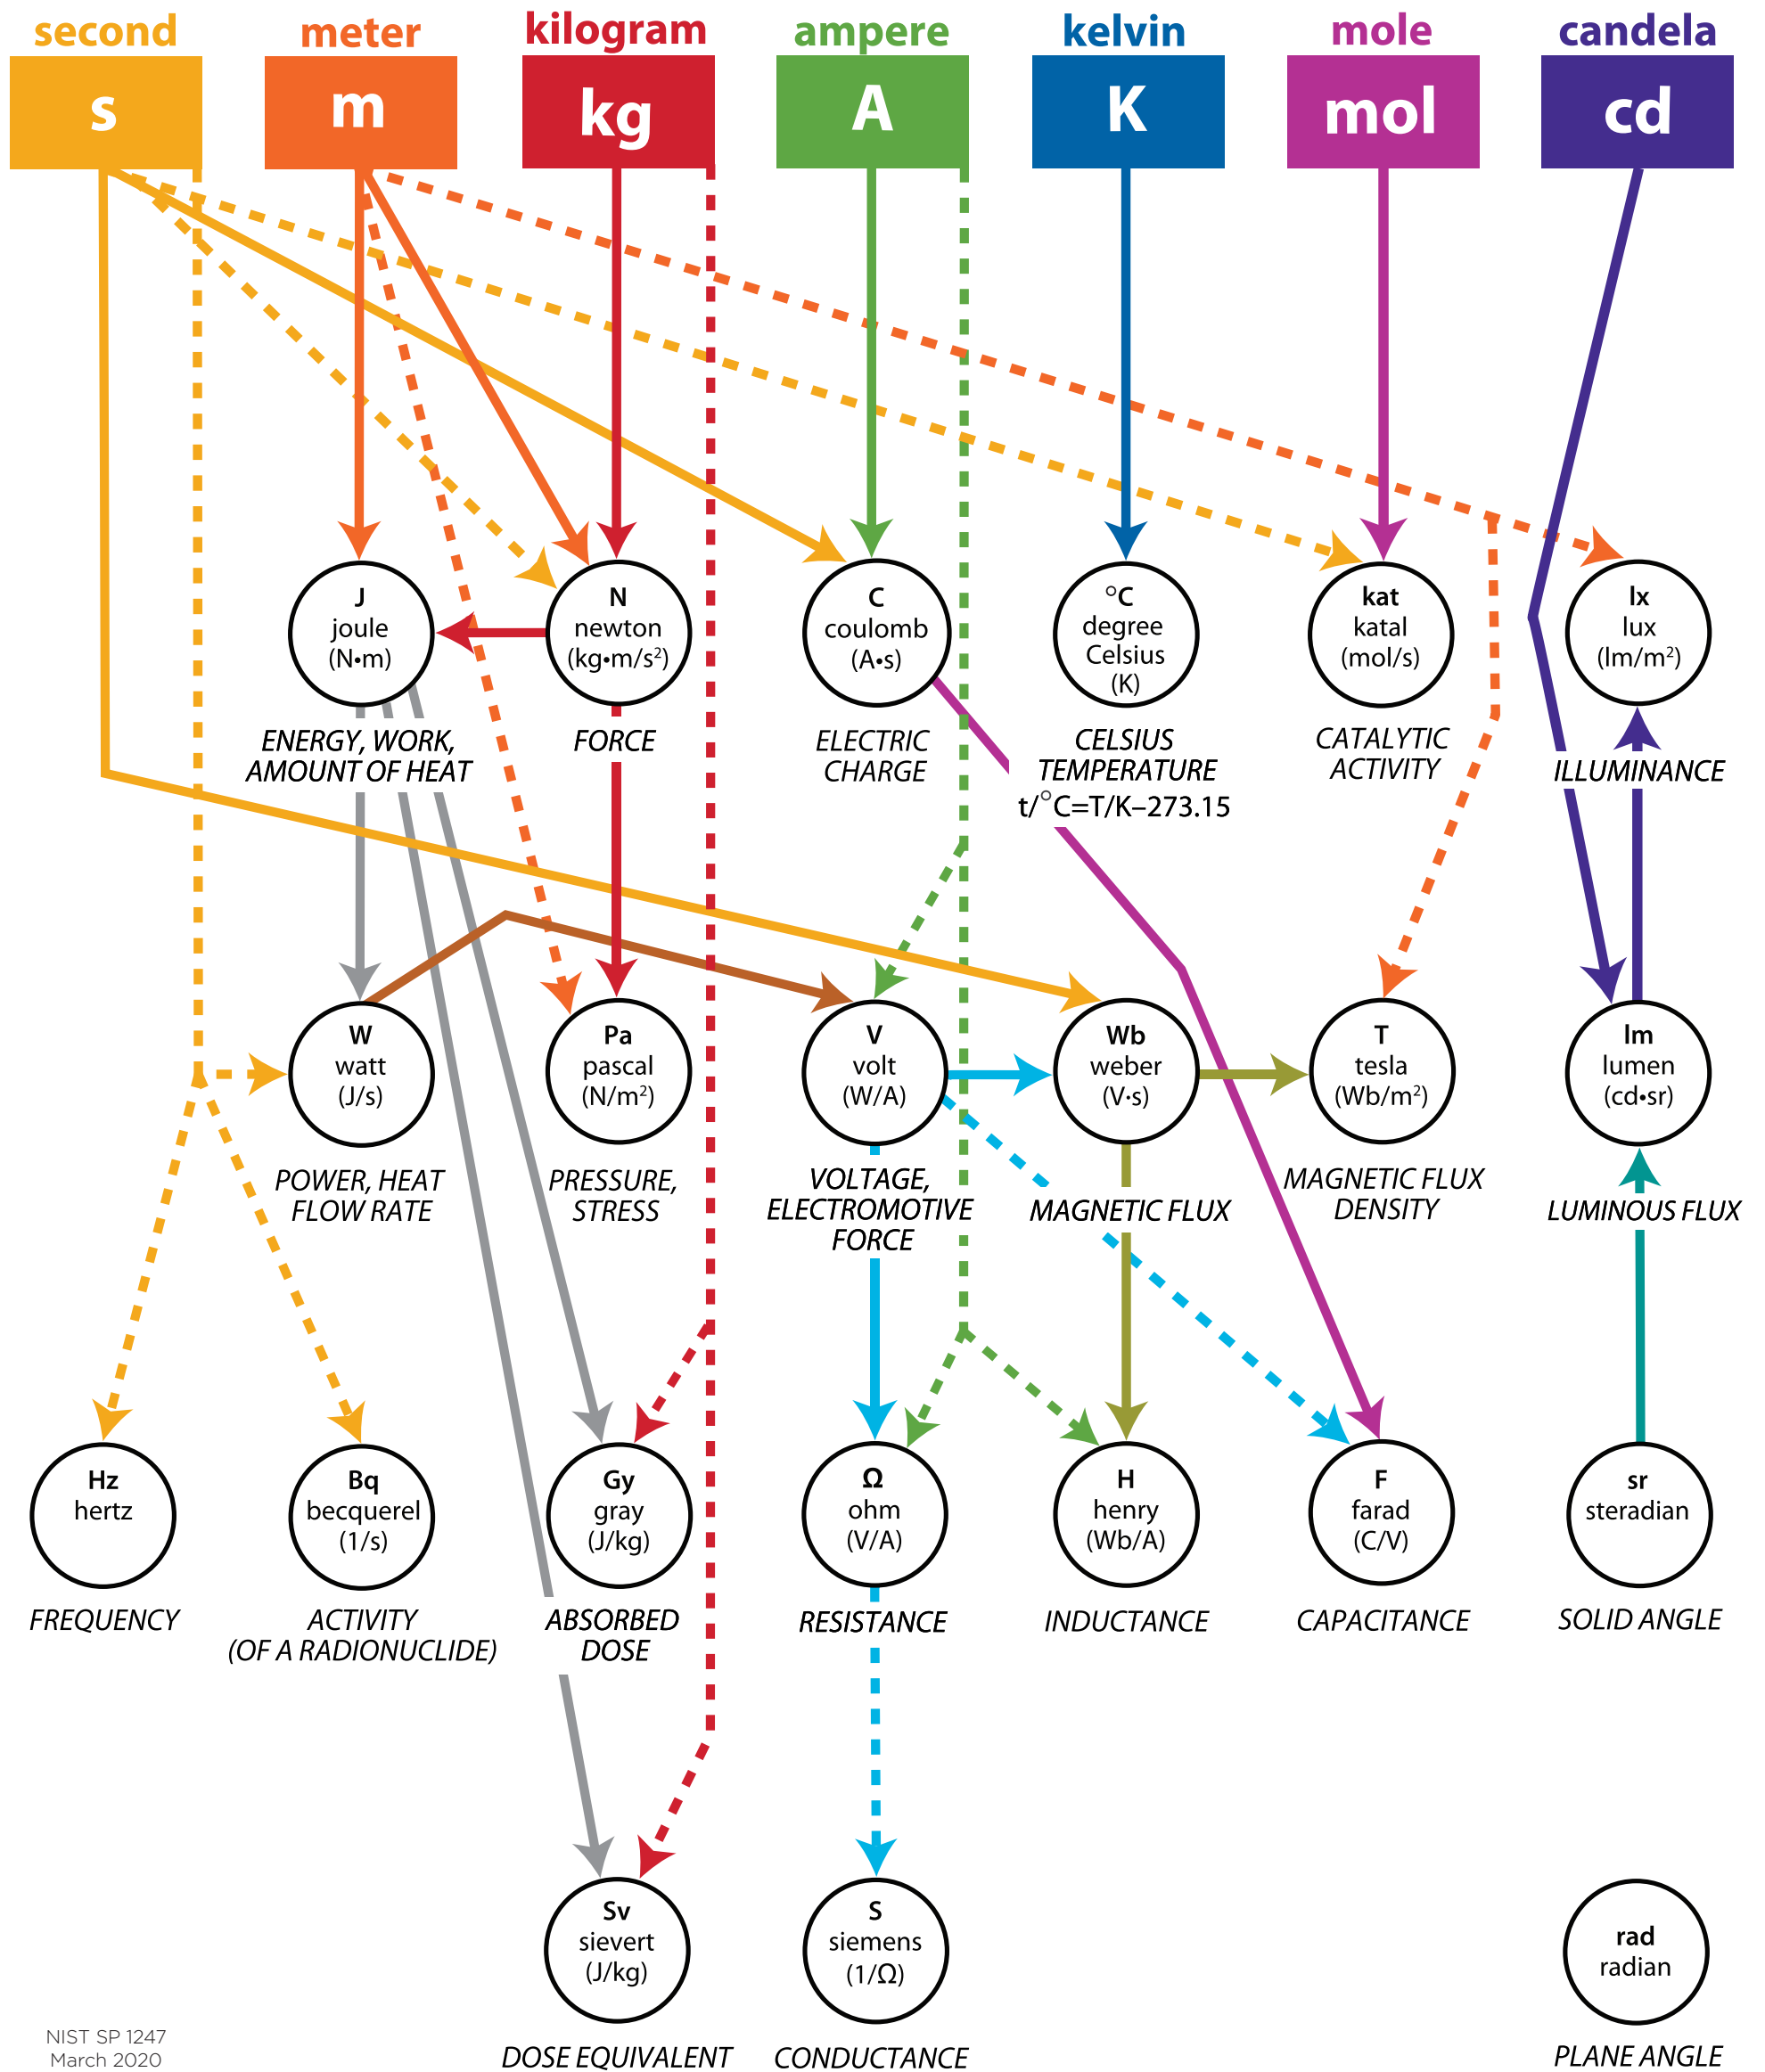 second
meter
kilogram
ampere
kelvin
mole
candela
s
m
kg
A
K
mol
cd
J
joule
(N•m)
ENERGY, WORK,
AMOUNT OF HEAT
N
newton
(kg•m/s²)
FORCE
C
coulomb
(A•s)
ELECTRIC
CHARGE
°C
degree
Celsius
(K)
CELSIUS
TEMPERATURE
t/°C=T/K–273.15
kat
katal
(mol/s)
CATALYTIC
ACTIVITY
lx
lux
(lm/m²)
ILLUMINANCE
W
watt
(J/s)
POWER, HEAT
FLOW RATE
Pa
pascal
(N/m²)
PRESSURE,
STRESS
V
volt
(W/A)
VOLTAGE,
ELECTROMOTIVE
FORCE
Wb
weber
(V·s)
MAGNETIC FLUX
T
tesla
(Wb/m²)
MAGNETIC FLUX
DENSITY
lm
lumen
(cd•sr)
LUMINOUS FLUX
Hz
hertz
FREQUENCY
Bq
becquerel
(1/s)
ACTIVITY
(OF A RADIONUCLIDE)
Gy
gray
(J/kg)
ABSORBED
DOSE
Ω
ohm
(V/A)
RESISTANCE
H
henry
(Wb/A)
INDUCTANCE
F
farad
(C/V)
CAPACITANCE
sr
steradian
SOLID ANGLE
Sv
sievert
(J/kg)
DOSE EQUIVALENT
S
siemens
(1/Ω)
CONDUCTANCE
rad
radian
PLANE ANGLE
NIST SP 1247
March 2020